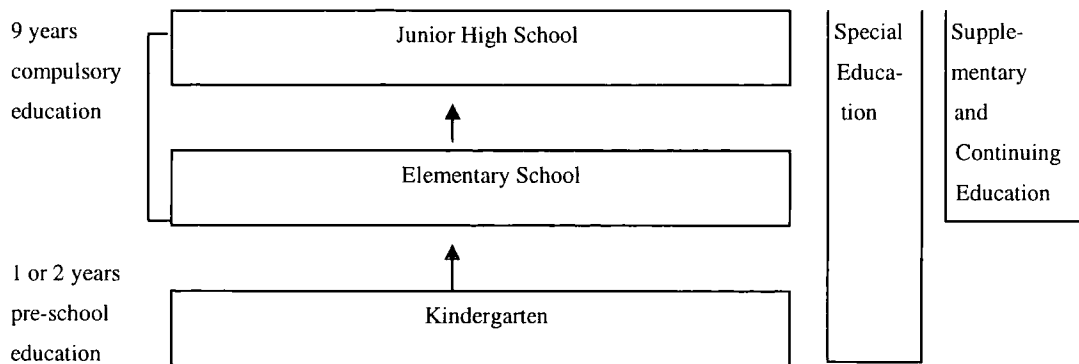 9 years
compulsory
education
Junior High School
Elementary School
1 or 2 years
pre-school
education
Kindergarten
Special
Educa-
tion
Supple-
mentary
and
Continuing
Education